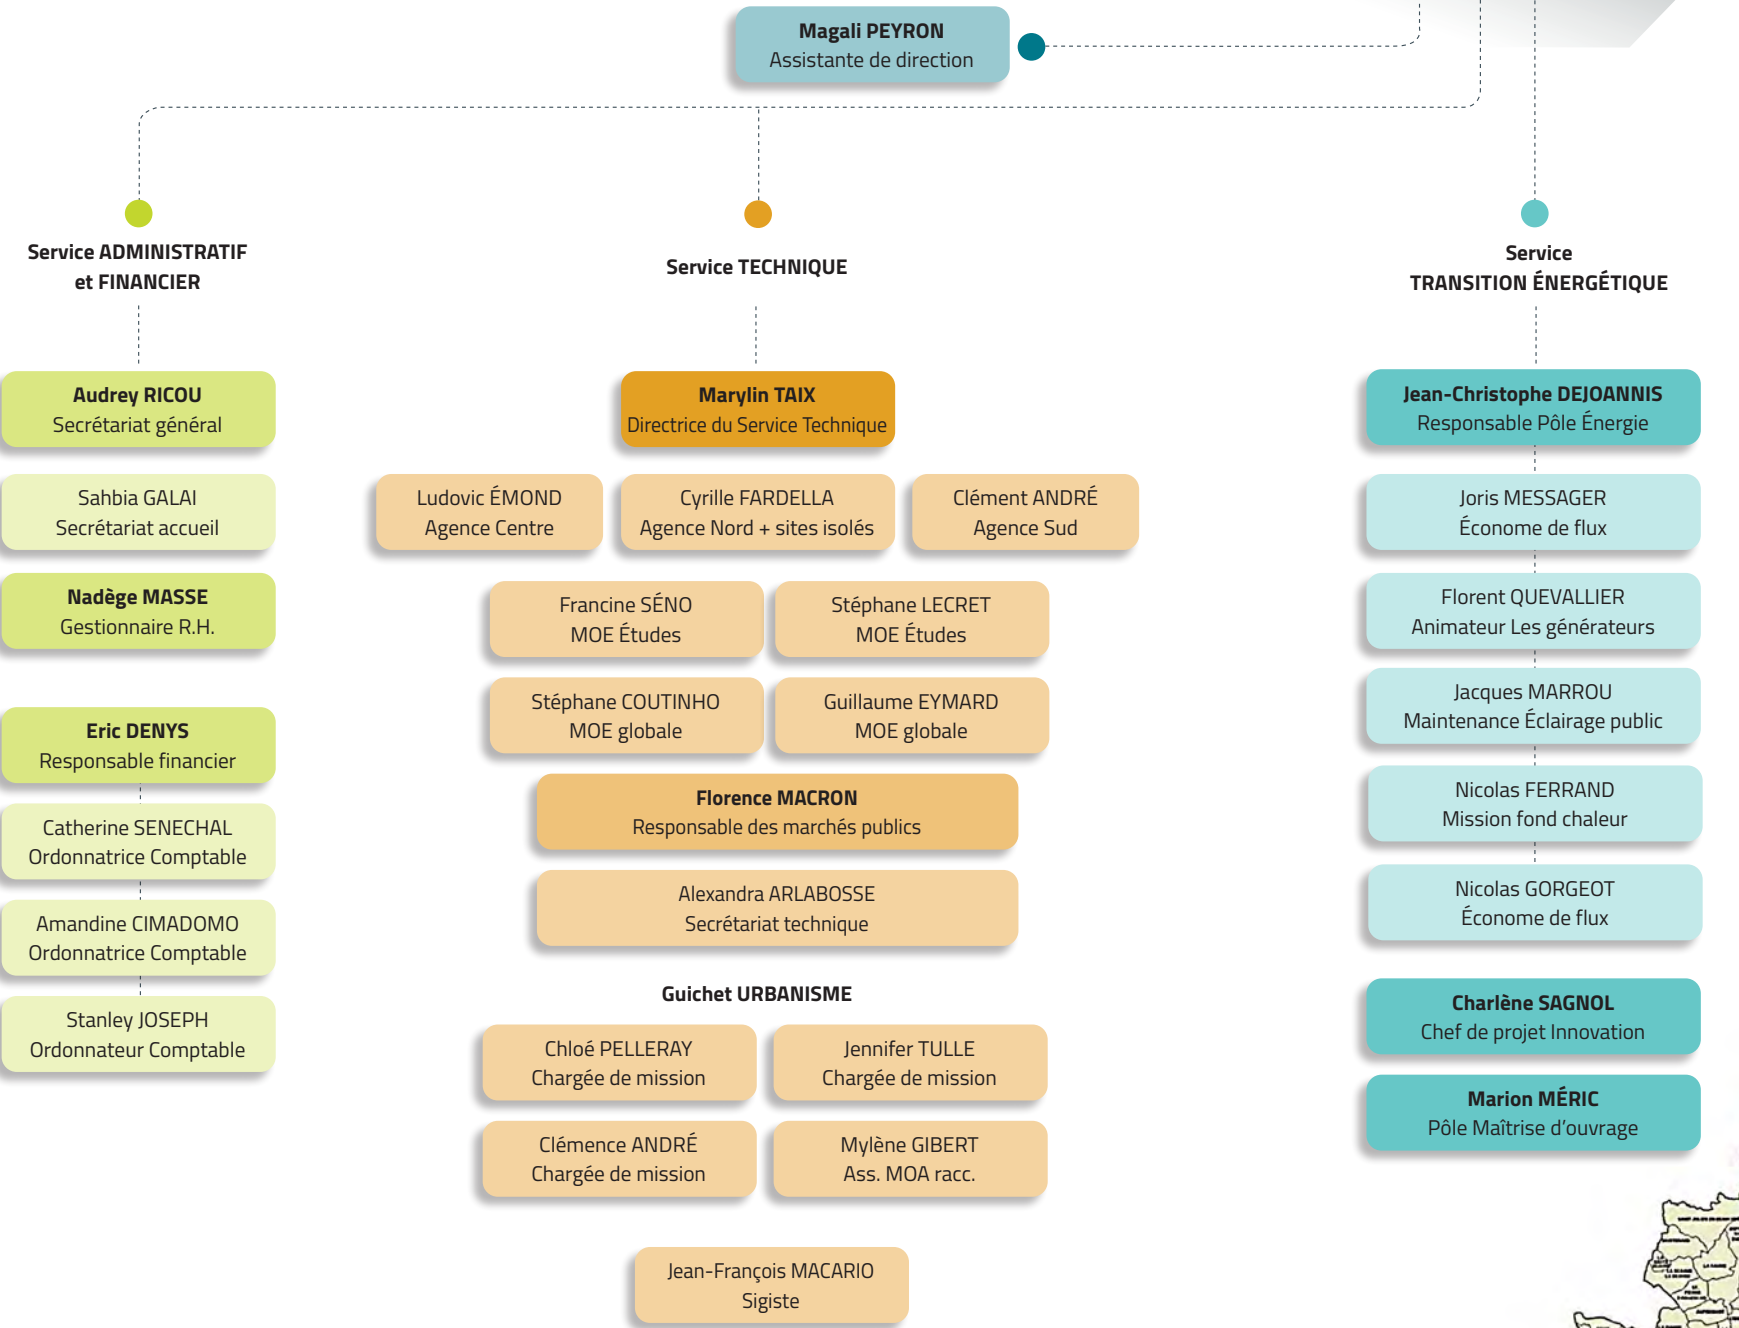 Magali PEYRON
Assistante de direction
Service ADMINISTRATIF
et FINANCIER
Audrey RICOU
Secrétariat général
Sahbia GALAI
Secrétariat accueil
Nadège MASSE
Gestionnaire R.H.
Eric DENYS
Responsable financier
Catherine SENECHAL
Ordonnatrice Comptable
Amandine CIMADOMO
Ordonnatrice Comptable
Stanley JOSEPH
Ordonnateur Comptable
Service TECHNIQUE
Marylin TAIX
Directrice du Service Technique
Ludovic ÉMOND
Agence Centre
Cyrille FARDELLA
Agence Nord + sites isolés
Clément ANDRÉ
Agence Sud
Francine SÉNO
MOE Études
Stéphane LECRET
MOE Études
Stéphane COUTINHO
MOE globale
Guillaume EYMARD
MOE globale
Florence MACRON
Responsable des marchés publics
Alexandra ARLABOSSE
Secrétariat technique
Guichet URBANISME
Chloé PELLERAY
Chargée de mission
Jennifer TULLE
Chargée de mission
Clémence ANDRÉ
Chargée de mission
Mylène GIBERT
Ass. MOA racc.
Jean-François MACARIO
Sigiste
Service
TRANSITION ÉNERGÉTIQUE
Jean-Christophe DEJOANNIS
Responsable Pôle Énergie
Joris MESSAGER
Économe de flux
Florent QUEVALLIER
Animateur Les générateurs
Jacques MARROU
Maintenance Éclairage public
Nicolas FERRAND
Mission fond chaleur
Nicolas GORGEOT
Économe de flux
Charlène SAGNOL
Chef de projet Innovation
Marion MÉRIC
Pôle Maîtrise d'ouvrage